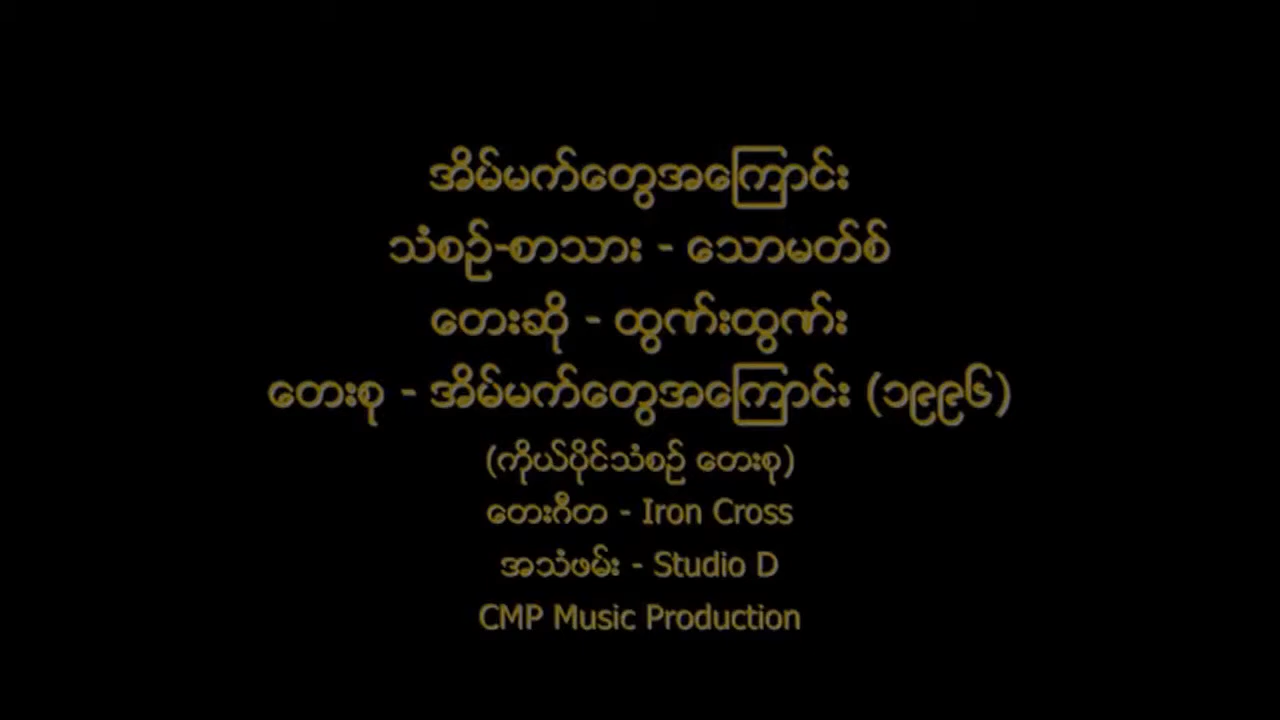 အိမ်မက်တွေအကြောင်း
သံစဉ်-စာသား - သောမတ်စ်
တေးဆို - ထွဏ်းထွဏ်း
တေးစု - အိမ်မက်တွေအကြောင်း (၁၉၉၆)
(ကိုယ်ပိုင်သံစဉ် တေးစု)
တေးဂီတ - Iron Cross
အသံဖမ်း - Studio D
CMP Music Production